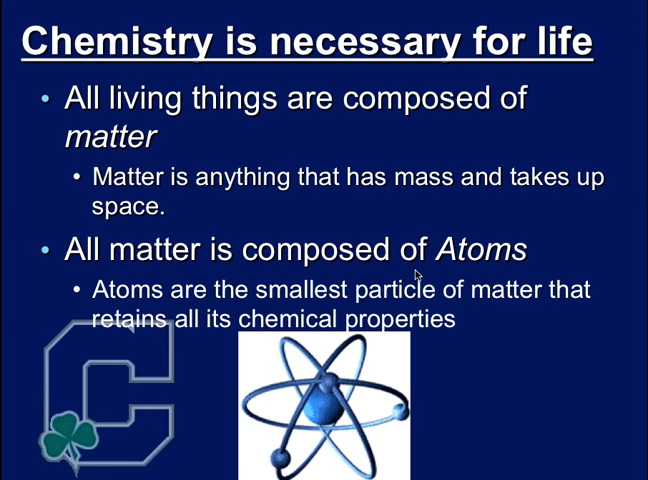 Chemistry is necessary for life
• All living things are composed of
matter
• Matter is anything that has mass and takes up
space.
• All matter is composed of Atoms
• Atoms are the smallest particle of matter that
retains all its chemical properties
C